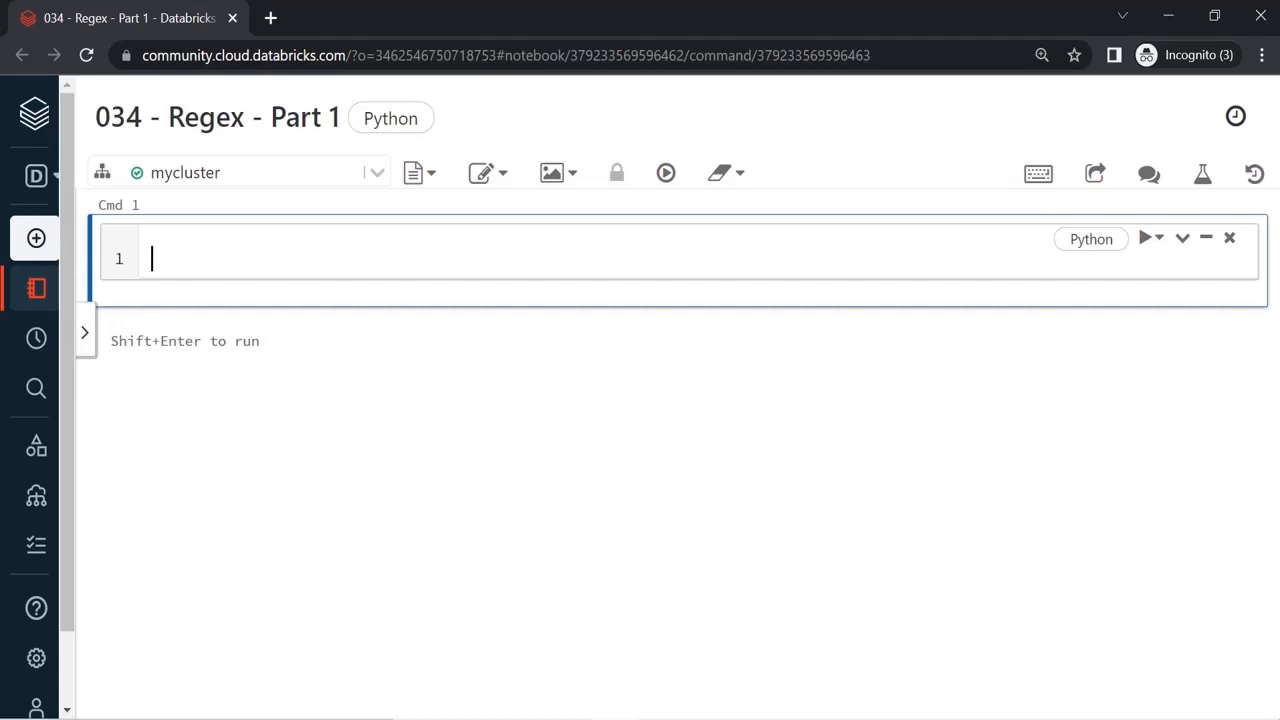 034 - Regex - Part 1 - Databricks
community.cloud.databricks.com/?o=3462546750718753#notebook/379233569596462/command/379233569596463
Incognito (3)
034 - Regex - Part 1
Python
D
mycluster
Cmd 1
Python
1
Shift+Enter to run